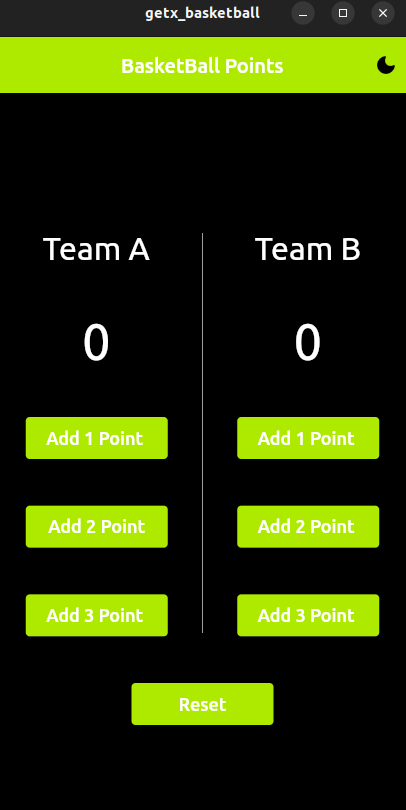 getx_basketball
BasketBall Points
Team A
Team B
0
0
Add 1 Point
Add 1 Point
Add 2 Point
Add 2 Point
Add 3 Point
Add 3 Point
Reset